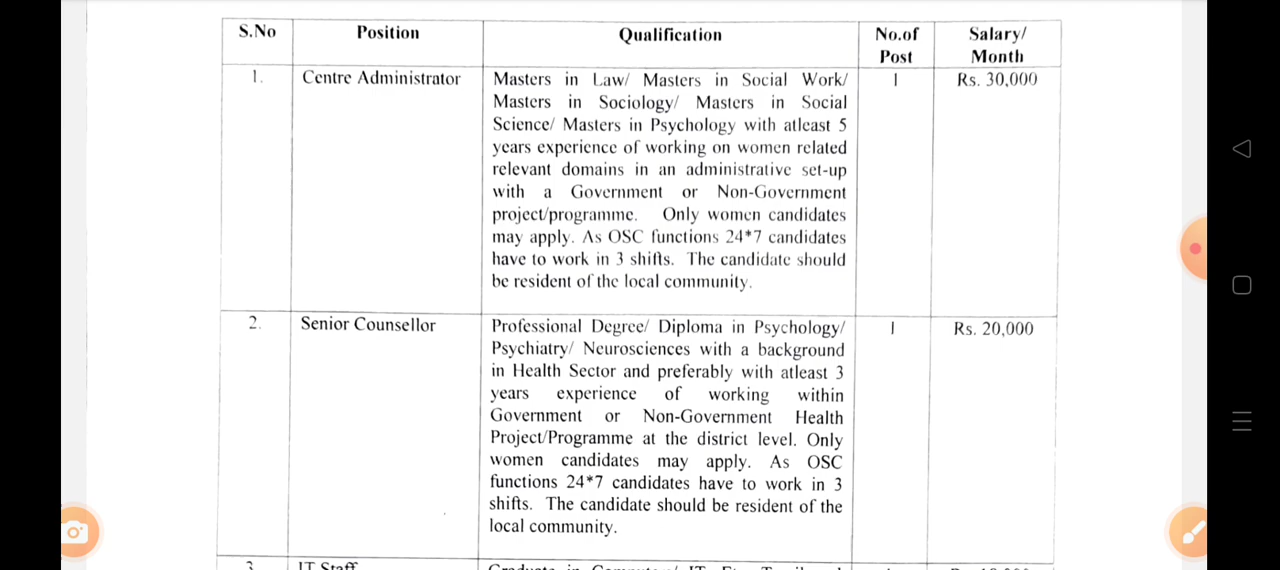 S.No Position Qualification No.of Salary/
Post Month
1. Centre Administrator Masters in Law/ Masters in Social Work/ 1 Rs. 30,000
Masters in Sociology/ Masters in Social
Science/ Masters in Psychology with atleast 5
years experience of working on women related
relevant domains in an administrative set-up
with a Government or Non-Government
project/programme. Only women candidates
may apply. As OSC functions 24*7 candidates
have to work in 3 shifts. The candidate should
be resident of the local community.
2. Senior Counsellor Professional Degree/ Diploma in Psychology/ 1 Rs. 20,000
Psychiatry/ Neurosciences with a background
in Health Sector and preferably with atleast 3
years experience of working within
Government or Non-Government Health
Project/Programme at the district level. Only
women candidates may apply. As OSC
functions 24*7 candidates have to work in 3
shifts. The candidate should be resident of the
local community.
3. IT Staff Graduate in